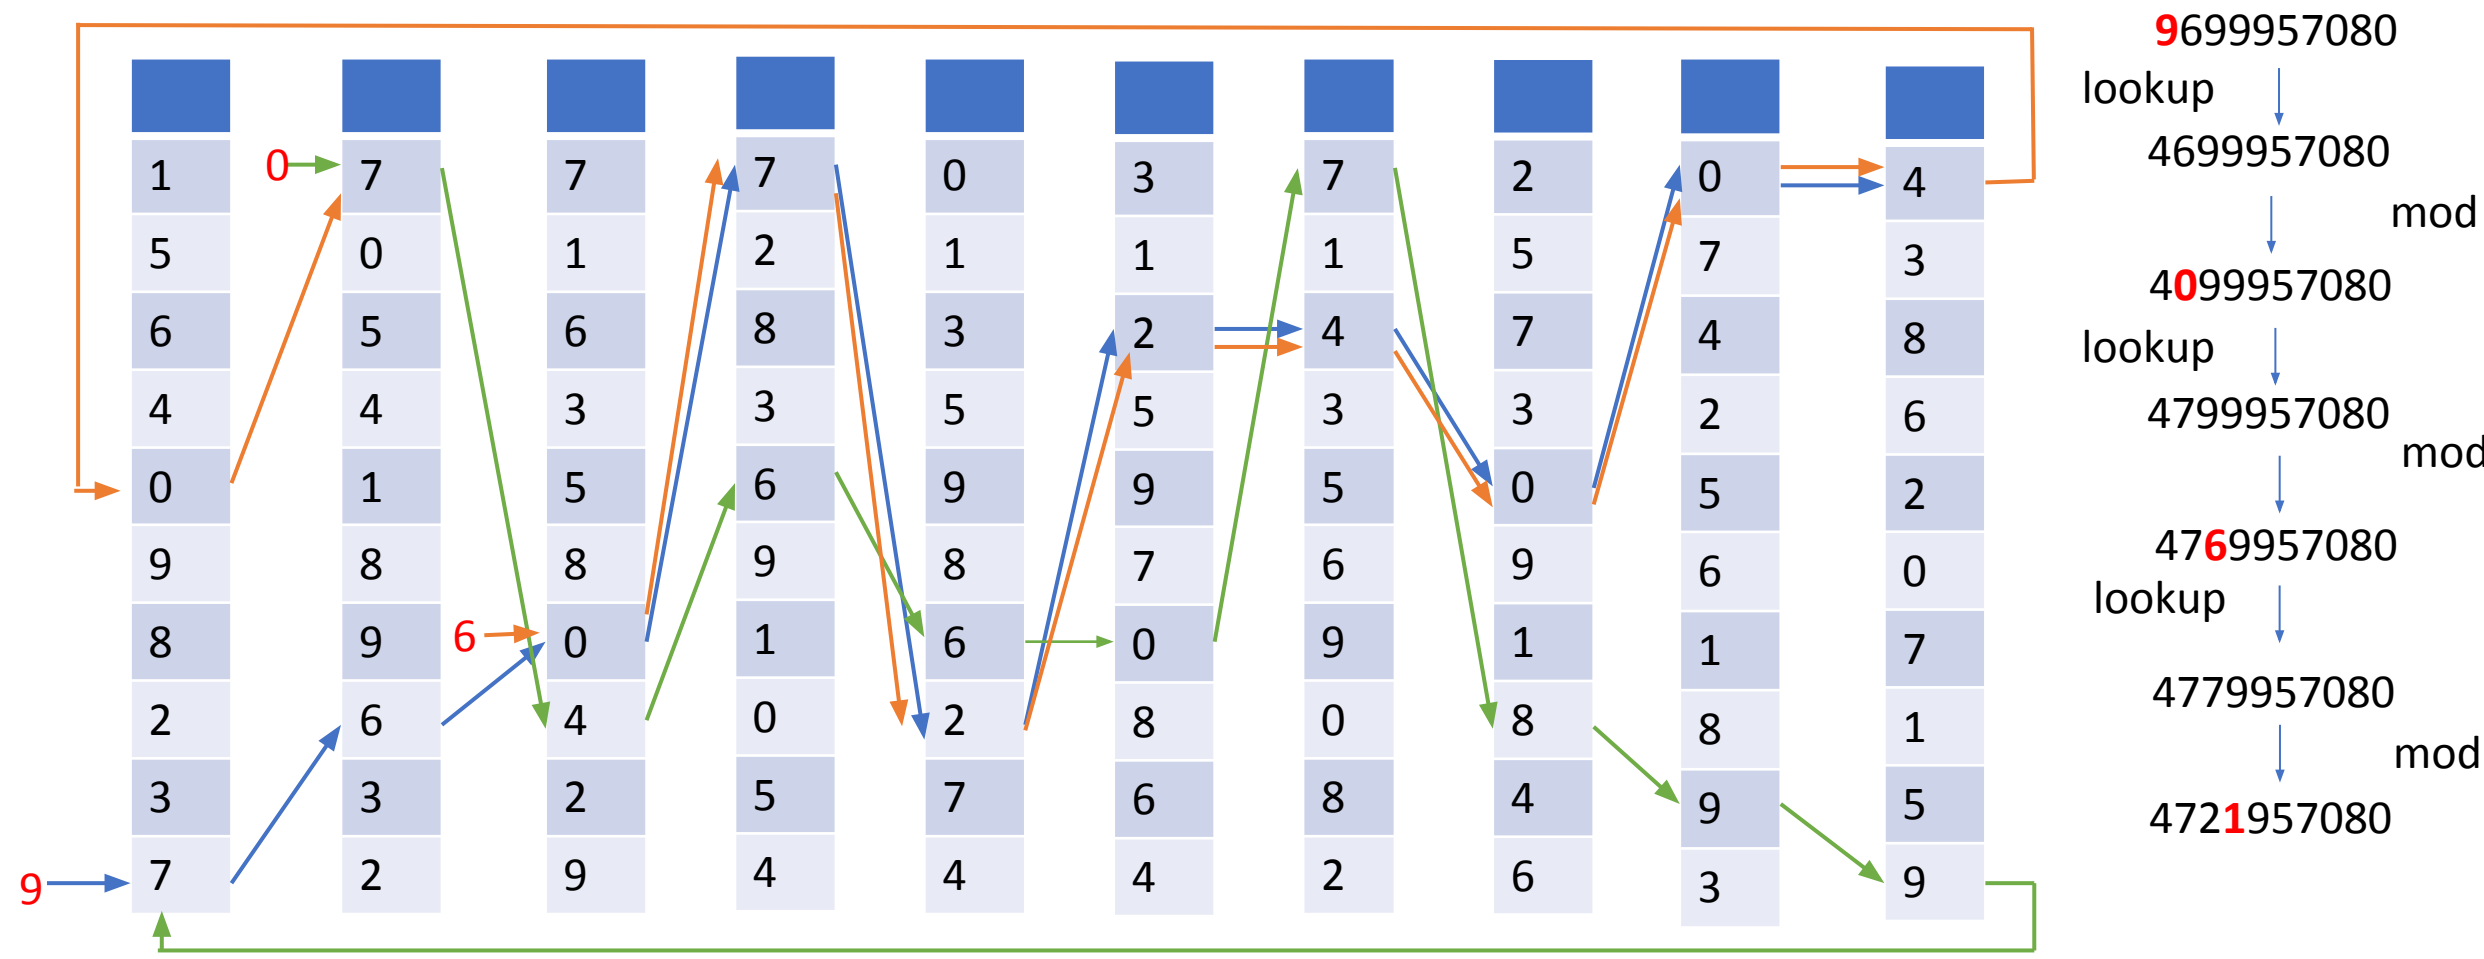 9699957080
lookup
4699957080
mod
4099957080
lookup
4799957080
mod
4769957080
lookup
4779957080
mod
4721957080
1 0 7 7 7 0 3 7 2 0 4
5 0 1 2 1 1 1 5 7 3
6 5 6 8 3 2 4 7 4 8
4 4 3 3 5 5 3 3 2 6
0 1 5 6 9 9 5 0 5 2
9 8 8 9 8 7 6 9 6 0
8 9 6 0 1 6 0 9 1 1 7
2 6 4 0 2 8 0 8 8 1
3 3 2 5 7 6 8 4 9 5
9 7 2 9 4 4 4 2 6 3 9